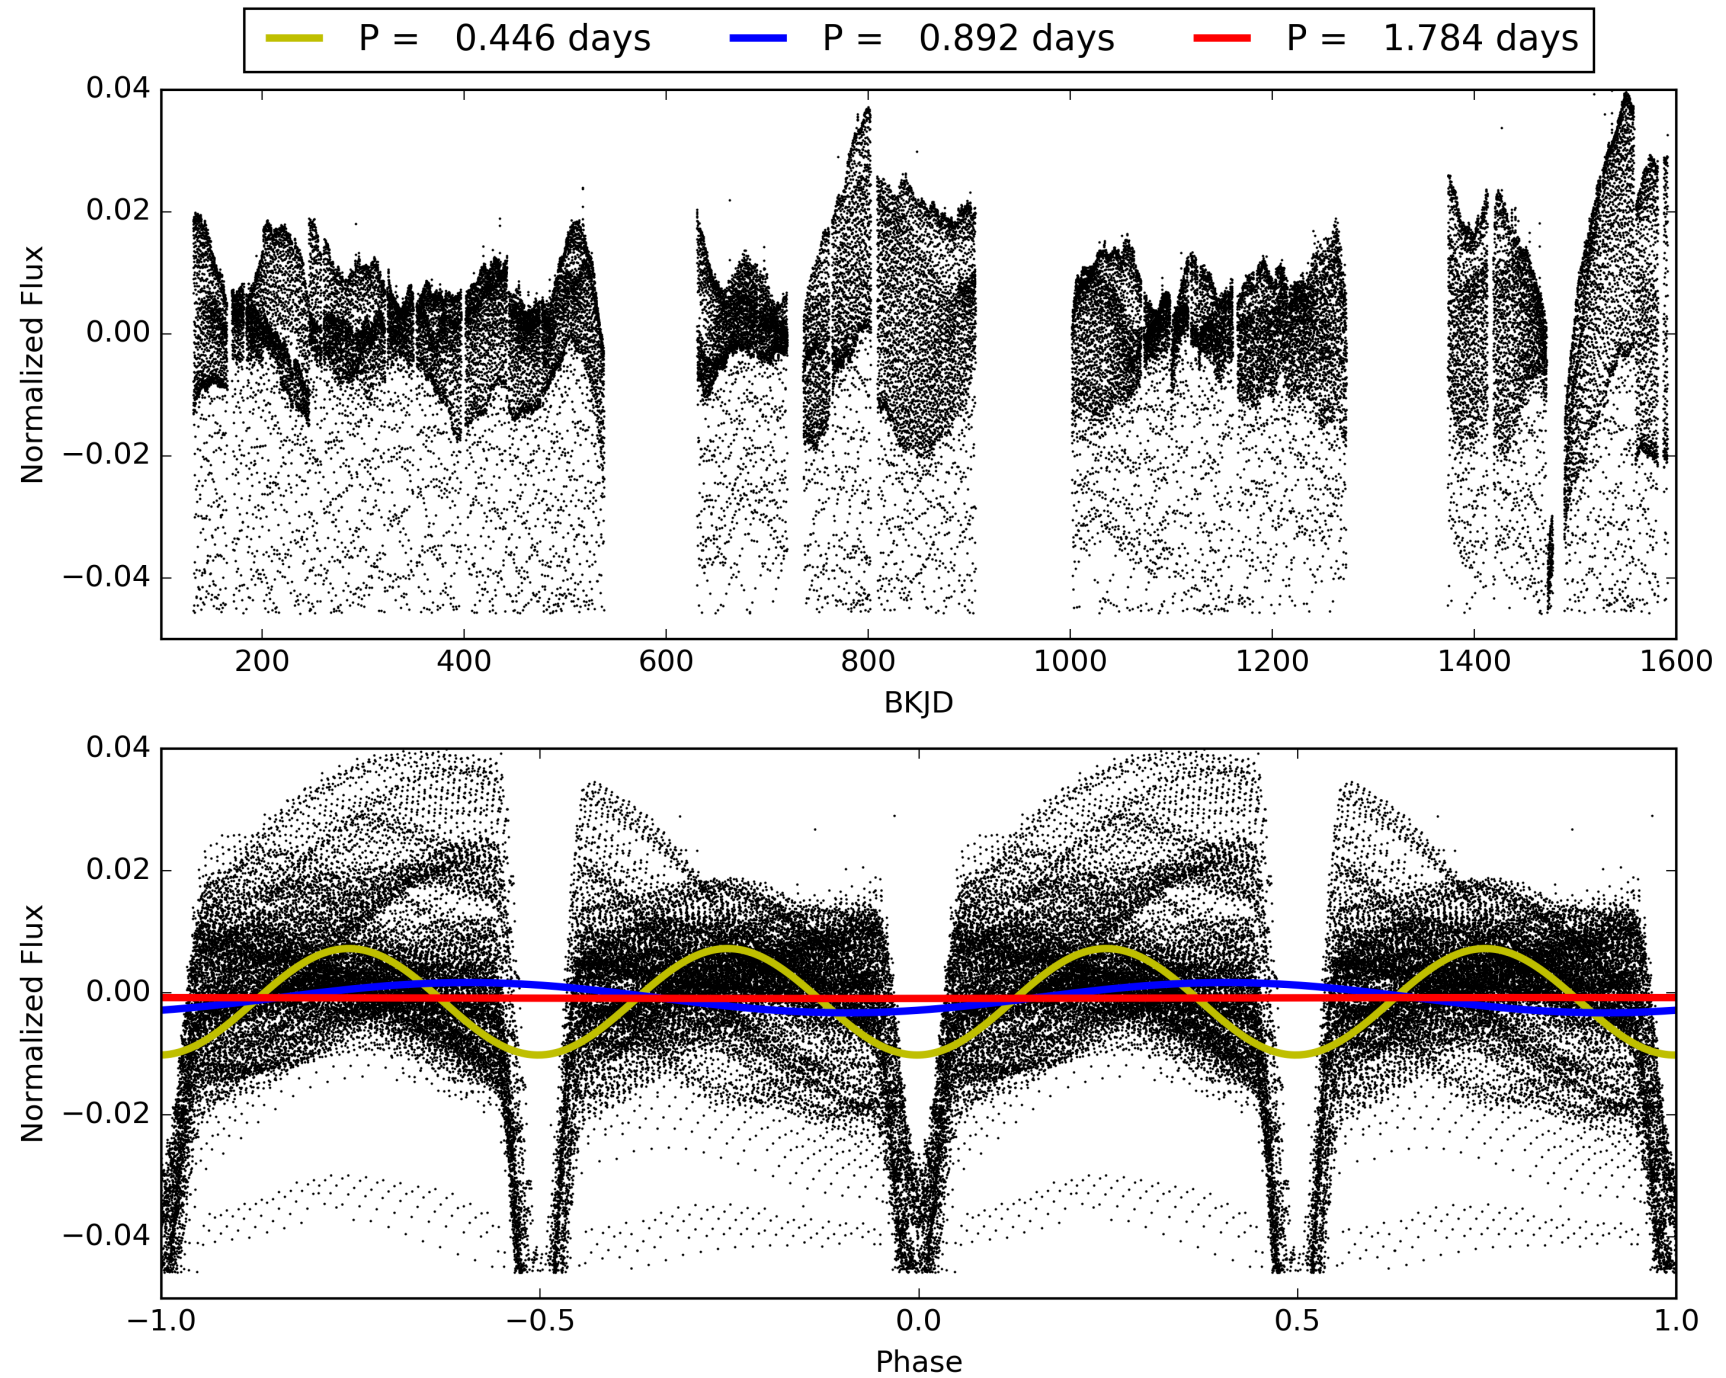 P = 0.446 days P = 0.892 days P = 1.784 days
0.04
0.02
0.00
−0.02
−0.04
Normalized Flux
200 400 600 800 1000 1200 1400 1600
BKJD
0.04
0.02
0.00
−0.02
−0.04
Normalized Flux
−1.0 −0.5 0.0 0.5 1.0
Phase